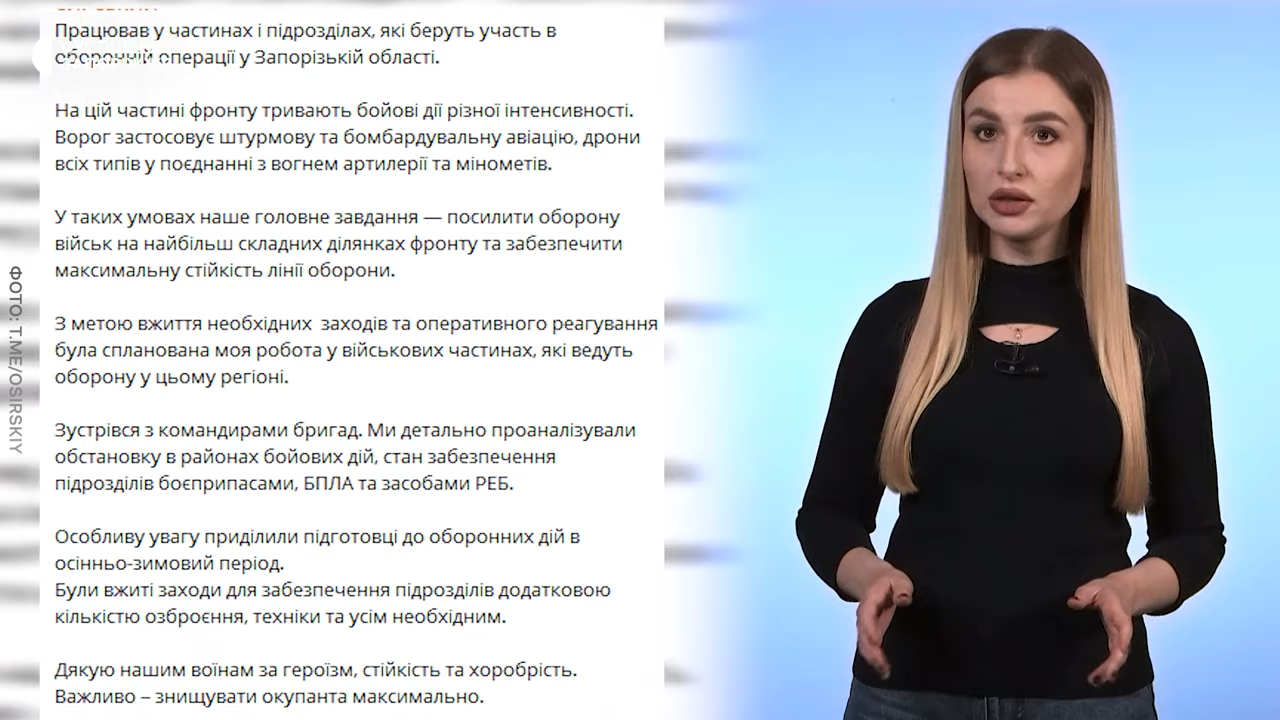 Працював у частинах і підрозділах, які беруть участь в
оборонній операції у Запорізькій області.
На цій частині фронту тривають бойові дії різної інтенсивності.
Ворог застосовує штурмову та бомбардувальну авіацію, дрони
всіх типів у поєднанні з вогнем артилерії та мінометів.
У таких умовах наше головне завдання — посилити оборону
військ на найбільш складних ділянках фронту та забезпечити
максимальну стійкість лінії оборони.
З метою вжиття необхідних  заходів та оперативного реагування
була спланована моя робота у військових частинах, які ведуть
оборону у цьому регіоні.
Зустрівся з командирами бригад. Ми детально проаналізували
обстановку в районах бойових дій, стан забезпечення
підрозділів боєприпасами, БПЛА та засобами РЕБ.
Особливу увагу приділили підготовці до оборонних дій в
осінньо-зимовий період.
Були вжиті заходи для забезпечення підрозділів додатковою
кількістю озброєння, техніки та усім необхідним.
Дякую нашим воїнам за героїзм, стійкість та хоробрість.
Важливо – знищувати окупанта максимально.
ФОТО: T.ME/OSIRSKIY